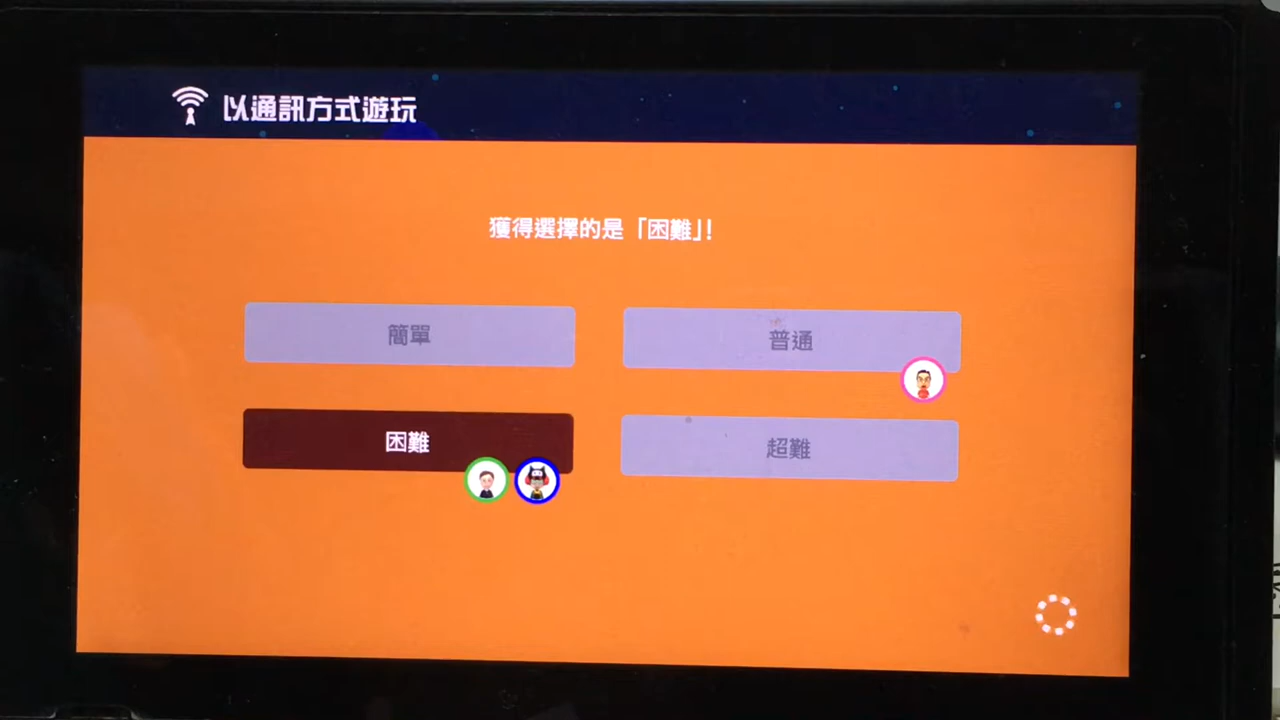 以通訊方式遊玩
獲得選擇的是「困難」!
簡單
普通
困難
超難